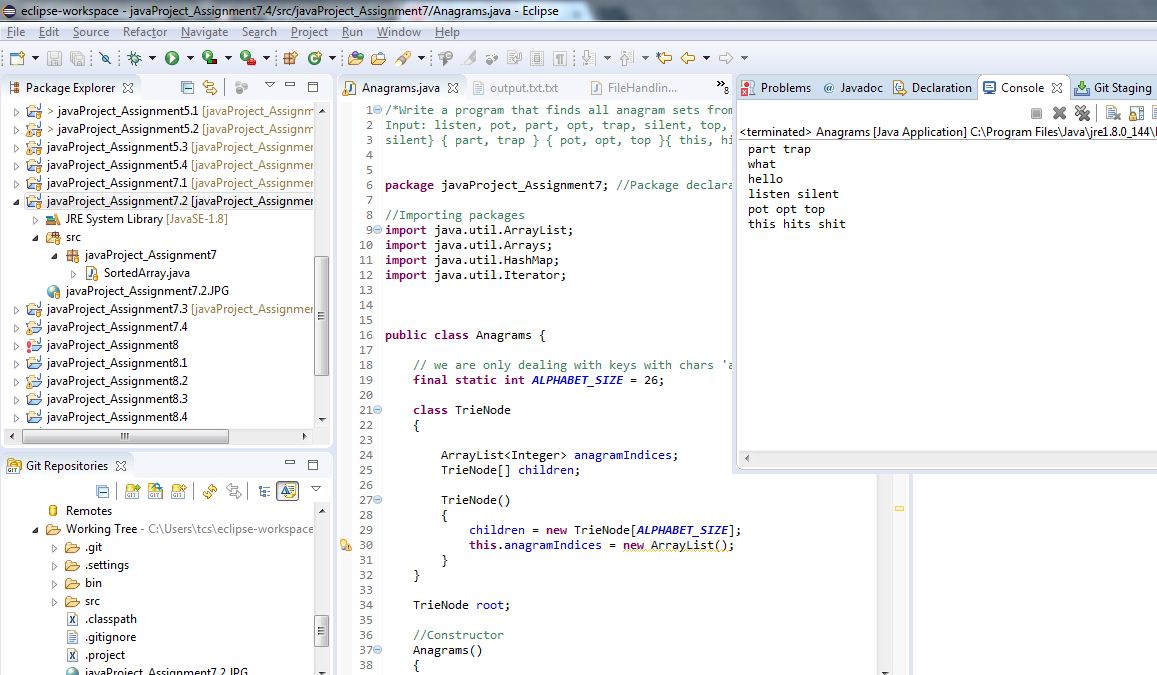 eclipse-workspace - javaProject_Assignment7.4/src/javaProject_Assignment7/Anagrams.java - Eclipse
File Edit Source Refactor Navigate Search Project Run Window Help
Package Explorer
> javaProject_Assignment5.1 [javaProject_Assignm
> javaProject_Assignment5.2 [javaProject_Assignm
javaProject_Assignment5.3 [javaProject_Assignm
javaProject_Assignment5.4 [javaProject_Assignm
javaProject_Assignment7.1 [javaProject_Assignm
javaProject_Assignment7.2 [javaProject_Assignmer
JRE System Library [JavaSE-1.8]
src
javaProject_Assignment7
SortedArray.java
javaProject_Assignment7.2.JPG
javaProject_Assignment7.3 [javaProject_Assignmer
javaProject_Assignment7.4
javaProject_Assignment8
javaProject_Assignment8.1
javaProject_Assignment8.2
javaProject_Assignment8.3
javaProject_Assignment8.4
Git Repositories
Remotes
Working Tree - C:\Users\tcs\eclipse-workspace
.git
.settings
bin
src
.classpath
.gitignore
.project
javaProject_Assignment7.2.JPG
Anagrams.java output.txt.txt FileHandlin... »8
1 /*Write a program that finds all anagram sets from
2 Input: listen, pot, part, opt, trap, silent, top,
3 silent} { part, trap } { pot, opt, top }{ this, hi
4
5
6 package javaProject_Assignment7; //Package declara
7
8 //Importing packages
9 import java.util.ArrayList;
10 import java.util.Arrays;
11 import java.util.HashMap;
12 import java.util.Iterator;
13
14
15
16 public class Anagrams {
17
18 // we are only dealing with keys with chars 'a
19 final static int ALPHABET_SIZE = 26;
20
21 class TrieNode
22 {
23
24 ArrayList<Integer> anagramIndices;
25 TrieNode[] children;
26
27 TrieNode()
28 {
29 children = new TrieNode[ALPHABET_SIZE];
30 this.anagramIndices = new ArrayList();
31 }
32 }
33
34 TrieNode root;
35
36 //Constructor
37 Anagrams()
38 {
Problems @ Javadoc Declaration Console Git Staging
<terminated> Anagrams [Java Application] C:\Program Files\Java\jre1.8.0_144\
part trap
what
hello
listen silent
pot opt top
this hits shit